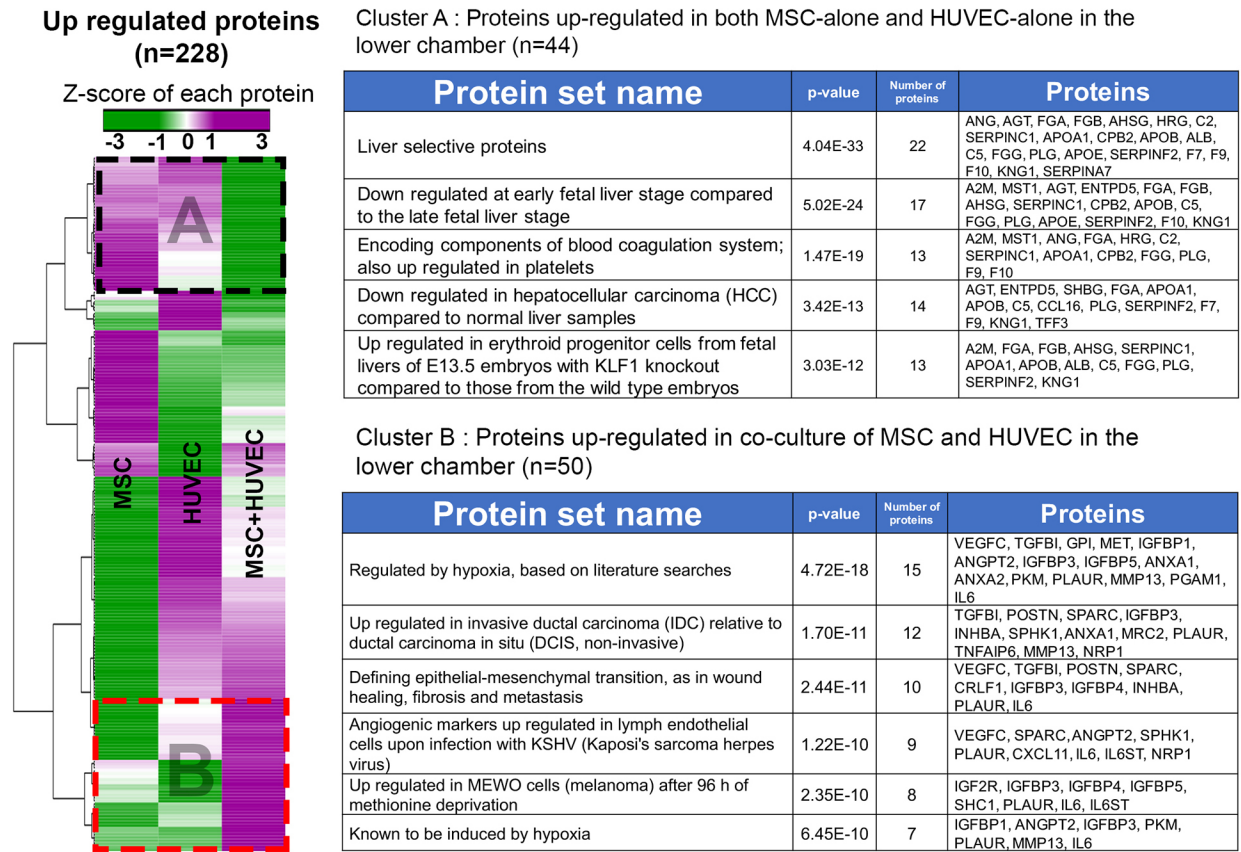 Up regulated proteins
(n=228)
Z-score of each protein
-3 -1 0 1 3
A
MSC
HUVEC
MSC+HUVEC
B
Cluster A : Proteins up-regulated in both MSC-alone and HUVEC-alone in the
lower chamber (n=44)
Protein set name p-value Number of proteins Proteins
Liver selective proteins 4.04E-33 22
ANG, AGT, FGA, FGB, AHSG, HRG, C2,
SERPINC1, APOA1, CPB2, APOB, ALB,
C5, FGG, PLG, APOE, SERPINF2, F7, F9,
F10, KNG1, SERPINA7
Down regulated at early fetal liver stage compared
to the late fetal liver stage
5.02E-24 17
A2M, MST1, AGT, ENTPD5, FGA, FGB,
AHSG, SERPINC1, CPB2, APOB, C5,
FGG, PLG, APOE, SERPINF2, F10, KNG1
Encoding components of blood coagulation system;
also up regulated in platelets
1.47E-19 13
A2M, MST1, ANG, FGA, HRG, C2,
SERPINC1, APOA1, CPB2, FGG, PLG,
F9, F10
Down regulated in hepatocellular carcinoma (HCC)
compared to normal liver samples
3.42E-13 14
AGT, ENTPD5, SHBG, FGA, APOA1,
APOB, C5, CCL16, PLG, SERPINF2, F7,
F9, KNG1, TFF3
Up regulated in erythroid progenitor cells from fetal
livers of E13.5 embryos with KLF1 knockout
compared to those from the wild type embryos
3.03E-12 13
A2M, FGA, FGB, AHSG, SERPINC1,
APOA1, APOB, ALB, C5, FGG, PLG,
SERPINF2, KNG1
Cluster B : Proteins up-regulated in co-culture of MSC and HUVEC in the
lower chamber (n=50)
Protein set name p-value Number of proteins Proteins
Regulated by hypoxia, based on literature searches 4.72E-18 15
VEGFC, TGFBI, GPI, MET, IGFBP1,
ANGPT2, IGFBP3, IGFBP5, ANXA1,
ANXA2, PKM, PLAUR, MMP13, PGAM1,
IL6
Up regulated in invasive ductal carcinoma (IDC) relative to
ductal carcinoma in situ (DCIS, non-invasive)
1.70E-11 12
TGFBI, POSTN, SPARC, IGFBP3,
INHBA, SPHK1,ANXA1, MRC2, PLAUR,
TNFAIP6, MMP13, NRP1
Defining epithelial-mesenchymal transition, as in wound
healing, fibrosis and metastasis
2.44E-11 10
VEGFC, TGFBI, POSTN, SPARC,
CRLF1, IGFBP3, IGFBP4, INHBA,
PLAUR, IL6
Angiogenic markers up regulated in lymph endothelial
cells upon infection with KSHV (Kaposi's sarcoma herpes
virus)
1.22E-10 9
VEGFC, SPARC, ANGPT2, SPHK1,
PLAUR, CXCL11, IL6, IL6ST, NRP1
Up regulated in MEWO cells (melanoma) after 96 h of
methionine deprivation
2.35E-10 8
IGF2R, IGFBP3, IGFBP4, IGFBP5,
SHC1, PLAUR, IL6, IL6ST
Known to be induced by hypoxia 6.45E-10 7
IGFBP1, ANGPT2, IGFBP3, PKM,
PLAUR, MMP13, IL6